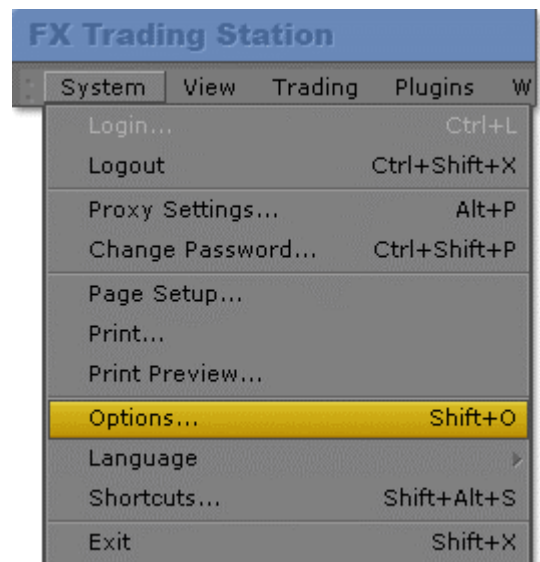 FX Trading Station
System View Trading Plugins W
Login... Ctrl+L
Logout Ctrl+Shift+X
Proxy Settings... Alt+P
Change Password... Ctrl+Shift+P
Page Setup...
Print...
Print Preview...
Options... Shift+O
Language
Shortcuts... Shift+Alt+S
Exit Shift+X